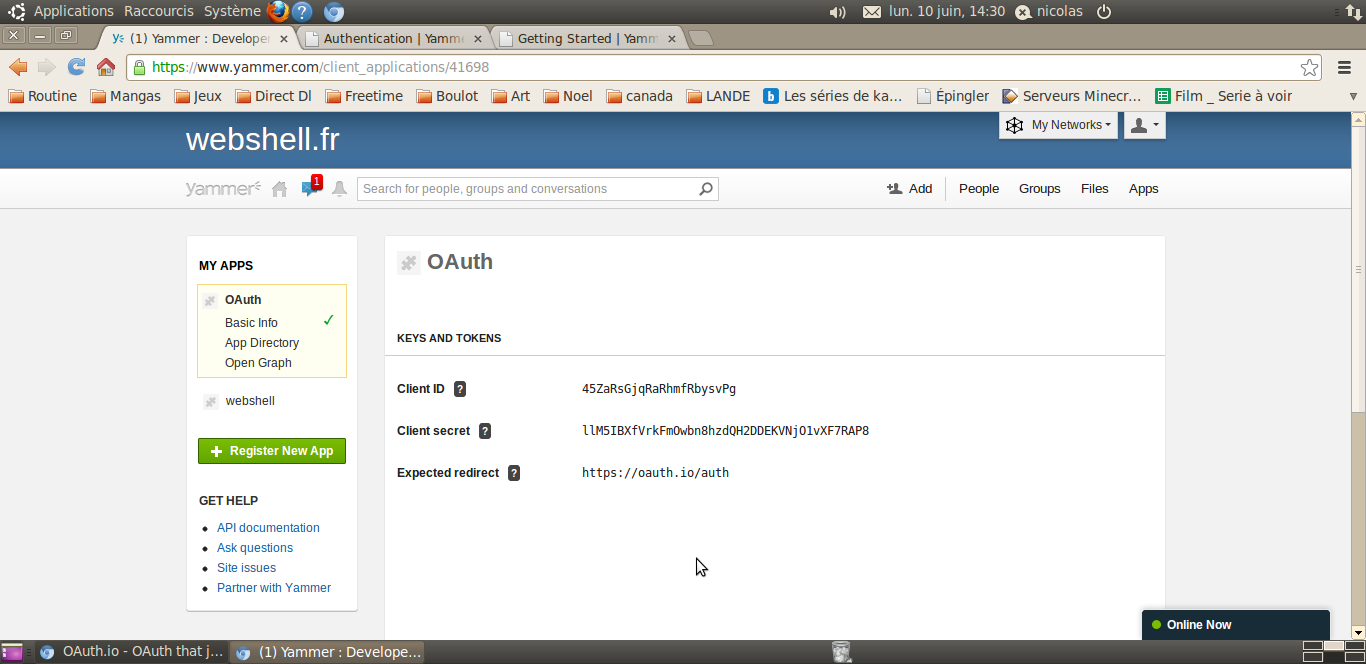 Applications Raccourcis Système ? lun. 10 juin, 14:30 nicolas
(1) Yammer : Developer Authentication | Yamme Getting Started | Yamm
https://www.yammer.com/client_applications/41698
Routine Mangas Jeux Direct Dl Freetime Boulot Art Noel canada LANDE b Les séries de ka... Épingler Serveurs Minecr... Film _ Serie à voir
webshell.fr My Networks
yammer 1 Search for people, groups and conversations Add People Groups Files Apps
MY APPS
OAuth
Basic Info
App Directory
Open Graph
webshell
Register New App
GET HELP
API documentation
Ask questions
Site issues
Partner with Yammer
OAuth
KEYS AND TOKENS
Client ID ? 45ZaRsGjqRaRhmfRbysvPg
Client secret ? llM5IBXfVrkFmOwbn8hzdQH2DDEKVNjO1vXF7RAP8
Expected redirect ? https://oauth.io/auth
Online Now
OAuth.io - OAuth that j... (1) Yammer : Develope...